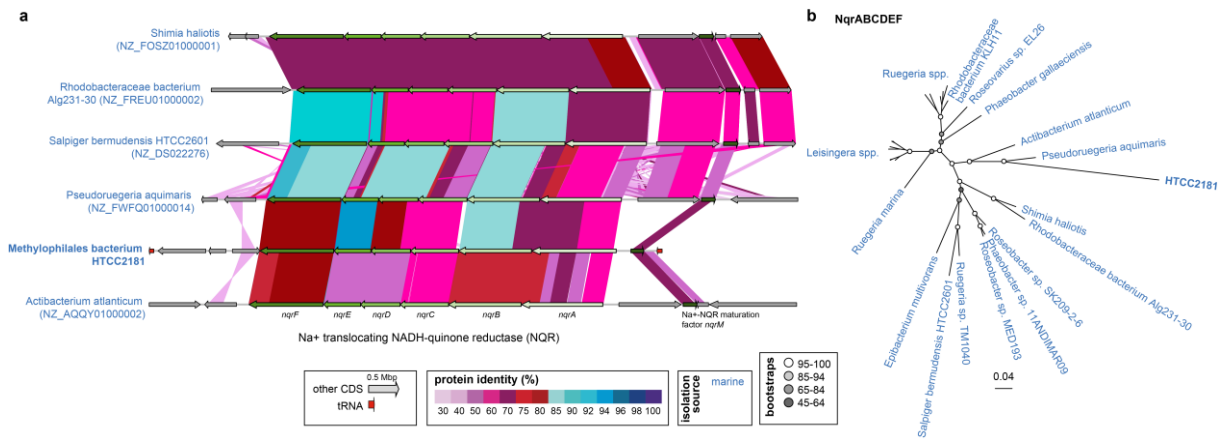 a
Shimia haliotis
(NZ_FOSZ01000001)
Rhodobacteraceae bacterium
Alg231-30 (NZ_FREU01000002)
Salpiger bermudensis HTCC2601
(NZ_DS022276)
Pseudoruegeria aquimaris
(NZ_FWFQ01000014)
Methylophilales bacterium
HTCC2181
Actibacterium atlanticum
(NZ_AQQY01000002)
nqrF
nqrE
nqrD
nqrC
nqrB
nqrA
Na+-NQR maturation
factor nqrM
Na+ translocating NADH-quinone reductase (NQR)
0.5 Mbp
other CDS
tRNA
protein identity (%)
30 40 50 60 70 75 80 85 90 92 94 96 98 100
isolation
source
marine
bootstraps
95-100
85-94
65-84
45-64
b
NqrABCDEF
Ruegeria spp.
Rhodobacteraceae
bacterium KLH11
Roseovarius sp. EL26
Phaeobacter gallaeciensis
Actibacterium atlanticum
Pseudoruegeria aquimaris
HTCC2181
Leisingera spp.
Ruegeria marina
Shimia haliotis
Rhodobacteraceae bacterium Alg231-30
Roseobacter sp. SK209-2-6
Phaeobacter sp. 11ANDIMAR09
Roseobacter sp. MED193
Ruegeria sp. TM1040
Salpiger bermudensis HTCC2601
Epibacterium multivorans
0.04